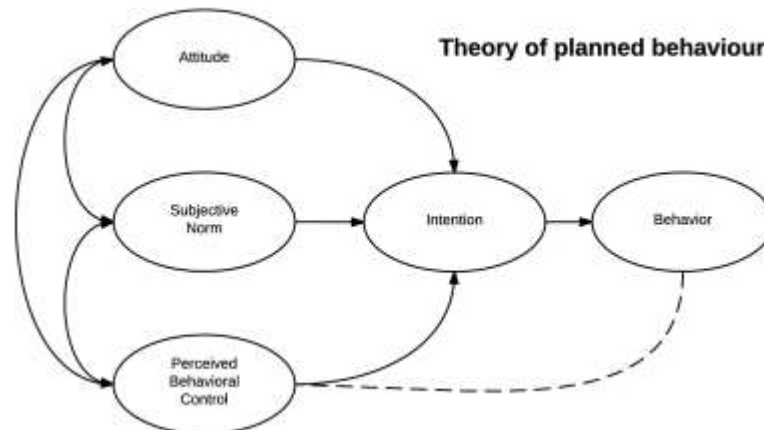 Attitude
Theory of planned behaviour
Subjective
Norm
Intention
Behavior
Perceived
Behavioral
Control